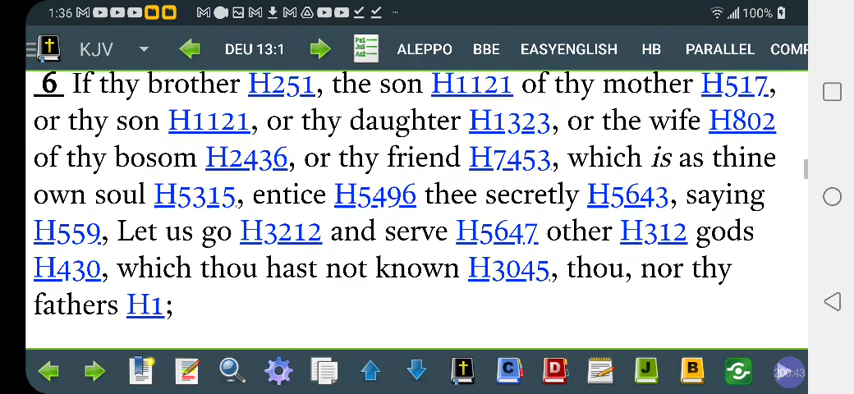 1:36 100%
KJV DEU 13:1 ALEPPO BBE EASYENGLISH HB PARALLEL COMP
6 If thy brother H251, the son H1121 of thy mother H517,
or thy son H1121, or thy daughter H1323, or the wife H802
of thy bosom H2436, or thy friend H7453, which is as thine
own soul H5315, entice H5496 thee secretly H5643, saying
H559, Let us go H3212 and serve H5647 other H312 gods
H430, which thou hast not known H3045, thou, nor thy
fathers H1;
C D J B